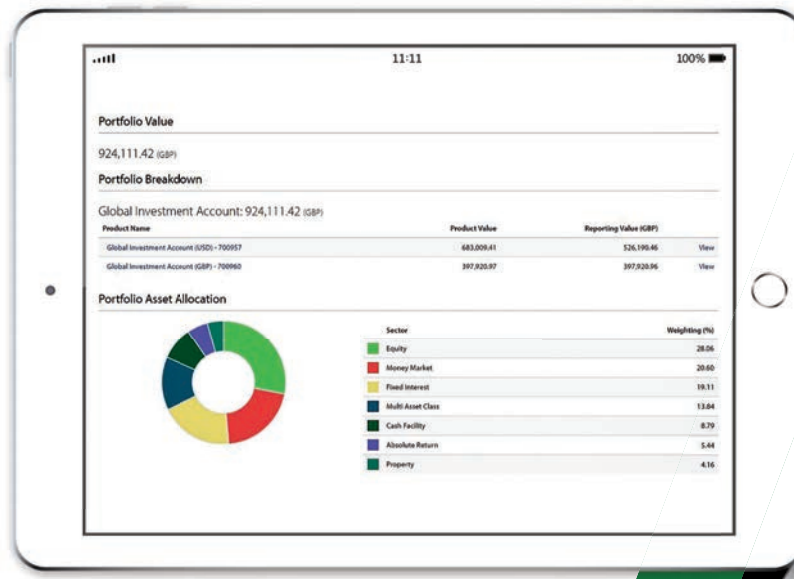 11:11 100%
Portfolio Value
924,111.42 (GBP)
Portfolio Breakdown
Global Investment Account: 924,111.42 (GBP)
Product Name Product Value Reporting Value (GBP)
Global Investment Account (USD) - 700957 683,009.41 526,190.46 View
Global Investment Account (GBP) - 700960 397,920.97 397,920.96 View
Portfolio Asset Allocation
Sector Weighting (%)
Equity 28.06
Money Market 20.60
Fixed Interest 19.11
Multi Asset Class 13.84
Cash Facility 8.79
Absolute Return 5.44
Property 4.16